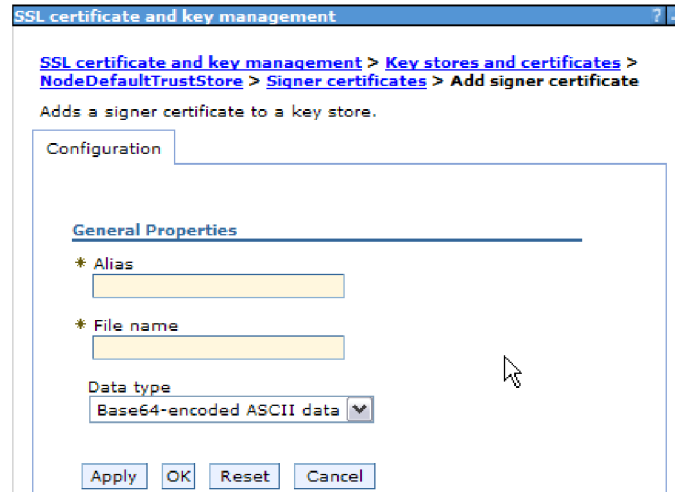 SSL certificate and key management ? -
SSL certificate and key management > Key stores and certificates >
NodeDefaultTrustStore > Signer certificates > Add signer certificate
Adds a signer certificate to a key store.
Configuration
General Properties
* Alias
* File name
Data type
Base64-encoded ASCII data
Apply OK Reset Cancel